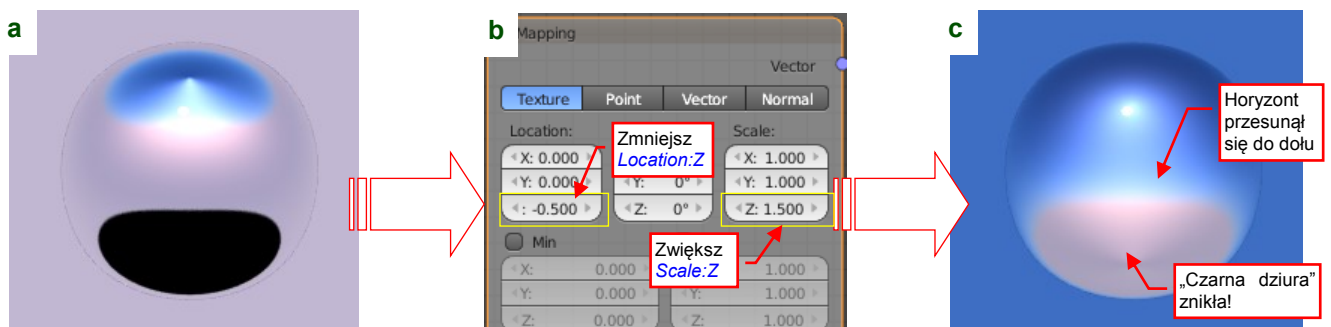 a
b
Mapping
Vector
Texture Point Vector Normal
Location: Scale:
Zmniejsz
Location:Z
X: 0.000 X: 1.000
Y: 0.000 Y: 0° Y: 1.000
: -0.500 Z: 0° Z: 1.500
Min
Zwiększ
Scale:Z
X: 0.000 1.000
Y: 0.000 Y: 1.000
Z: 0.000 Z: 1.000
c
Horyzont
przesunął
się do dołu
„Czarna dziura”
znikła!